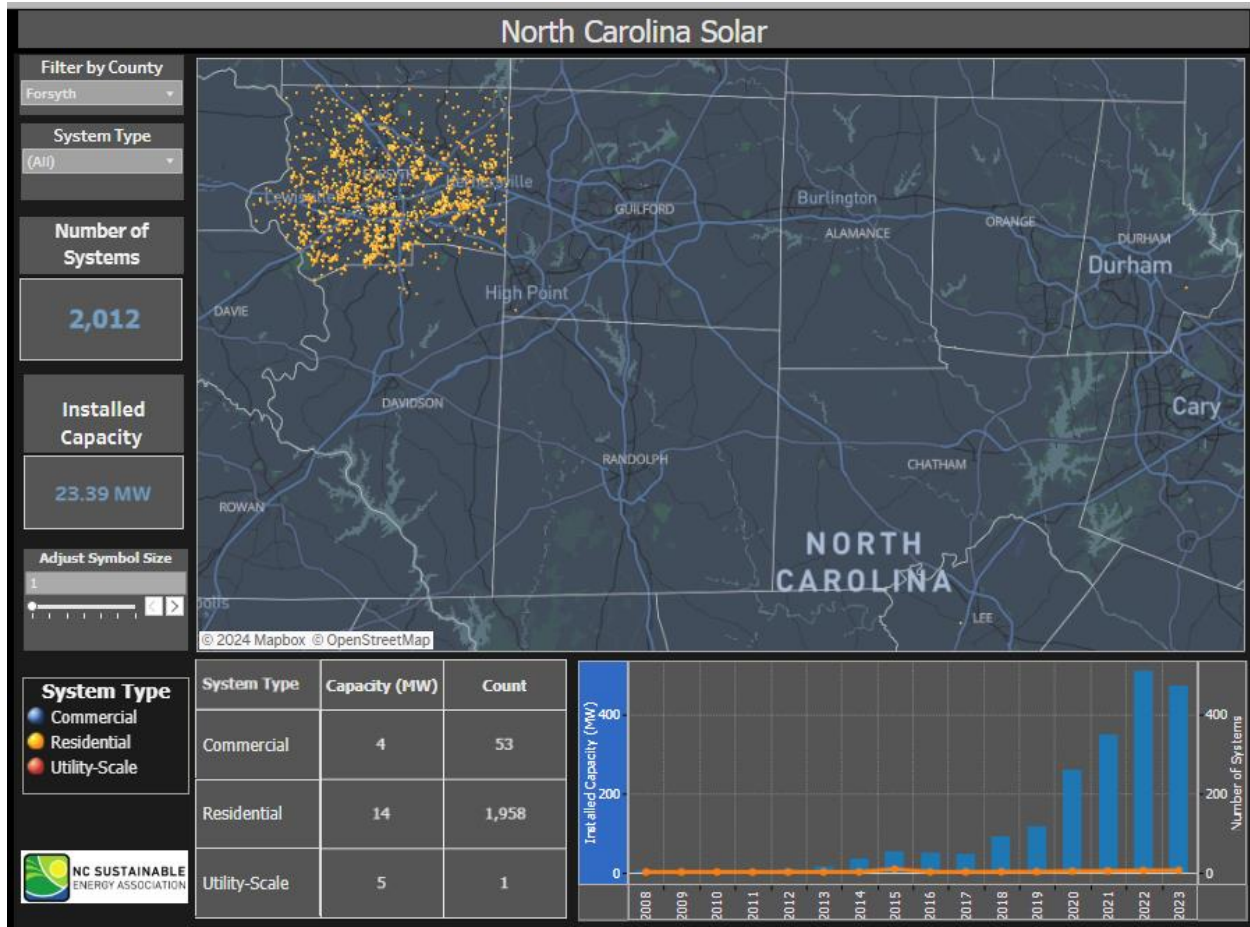 North Carolina Solar
Filter by County
Forsyth
System Type
(All)
Number of
Systems
2,012
Installed
Capacity
23.39 MW
Adjust Symbol Size
1
GUILFORD
Burlington
ALAMANCE
ORANGE
DURHAM
Durham
High Point
DAVIE
DAVIDSON
Cary
RANDOLPH
CHATHAM
ROWAN
NORTH
CAROLINA
LEE
© 2024 Mapbox © OpenStreetMap
System Type
Commercial
Residential
Utility-Scale
NC SUSTAINABLE
ENERGY ASSOCIATION
System Type Capacity (MW) Count
Commercial 4 53
Residential 14 1,958
Utility-Scale 5 1
Installed Capacity (MW)
400
200
0
400
200
0
Number of Systems
2008 2009 2010 2011 2012 2013 2014 2015 2016 2017 2018 2019 2020 2021 2022 2023